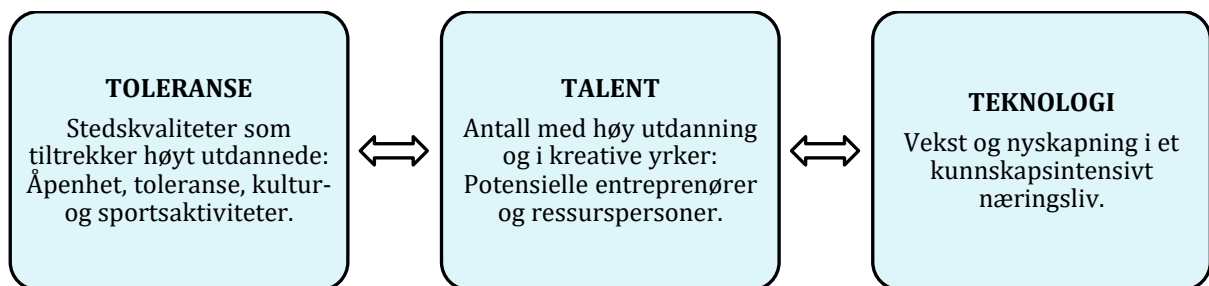 TOLERANSE
Stedskvaliteter som
tiltrekker høyt utdannede:
Åpenhet, toleranse, kultur-
og sportsaktiviteter.
TALENT
Antall med høy utdanning
og i kreative yrker:
Potensielle entreprenører
og ressurspersoner.
TEKNOLOGI
Vekst og nyskapning i et
kunnskapsintensivt
næringsliv.